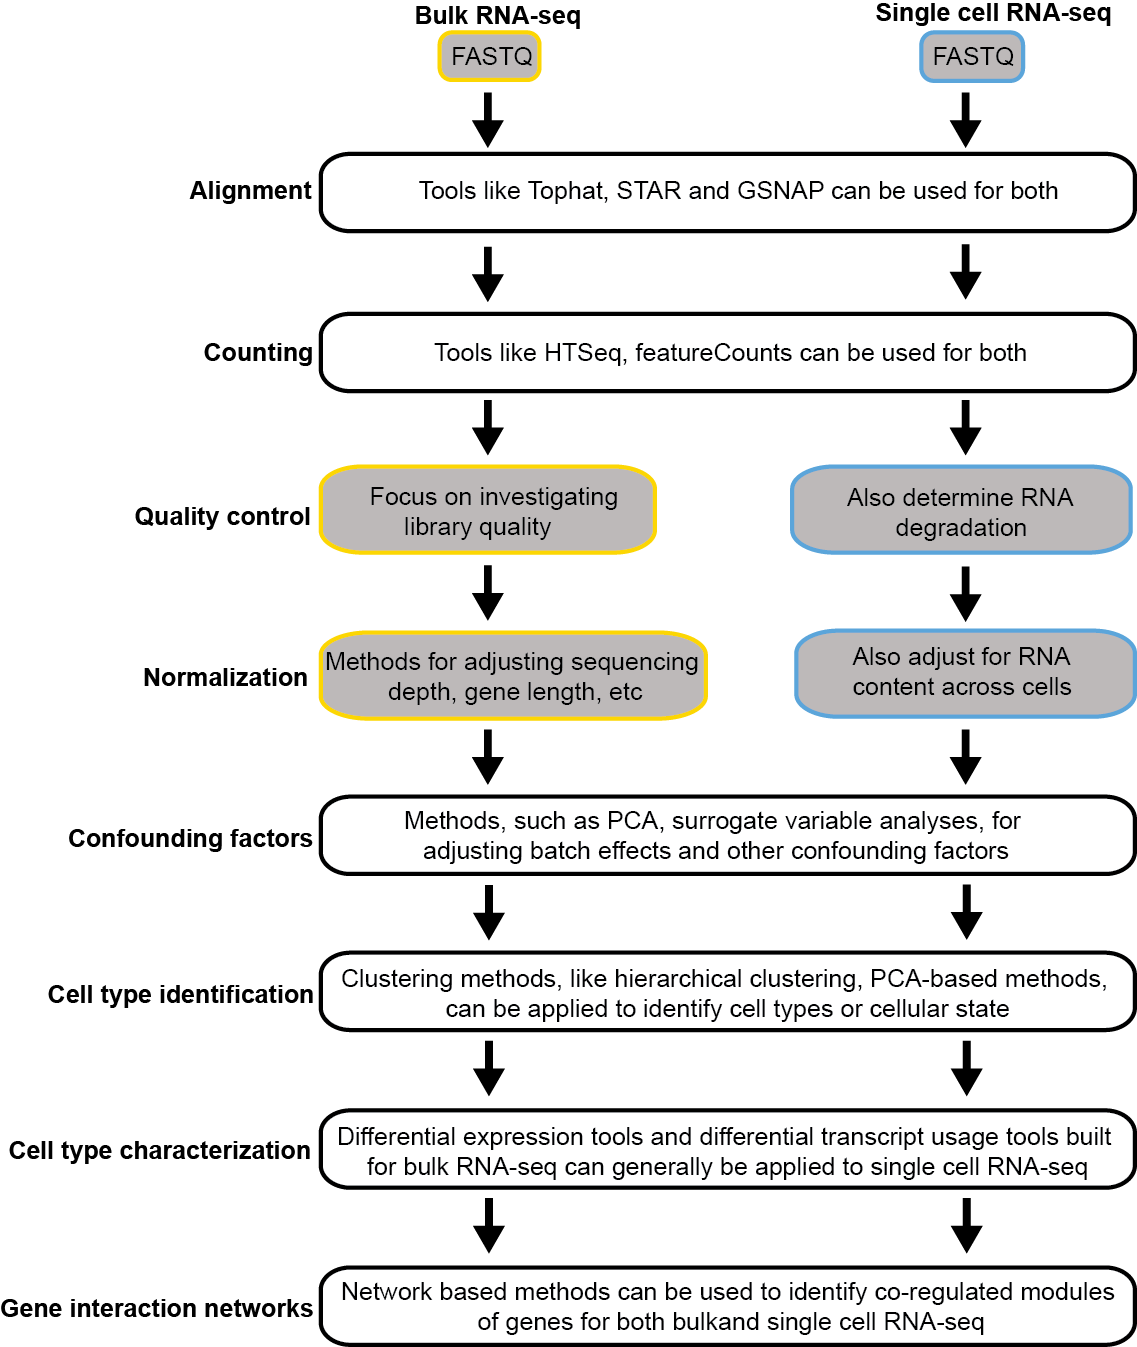 Bulk RNA-seq
Single cell RNA-seq
FASTQ
FASTQ
Alignment
Tools like Tophat, STAR and GSNAP can be used for both
Counting
Tools like HTSeq, featureCounts can be used for both
Quality control
Focus on investigating
library quality
Also determine RNA
degradation
Normalization
Methods for adjusting sequencing
depth, gene length, etc
Also adjust for RNA
content across cells
Confounding factors
Methods, such as PCA, surrogate variable analyses, for
adjusting batch effects and other confounding factors
Cell type identification
Clustering methods, like hierarchical clustering, PCA-based methods,
can be applied to identify cell types or cellular state
Cell type characterization
Differential expression tools and differential transcript usage tools built
for bulk RNA-seq can generally be applied to single cell RNA-seq
Gene interaction networks
Network based methods can be used to identify co-regulated modules
of genes for both bulkand single cell RNA-seq